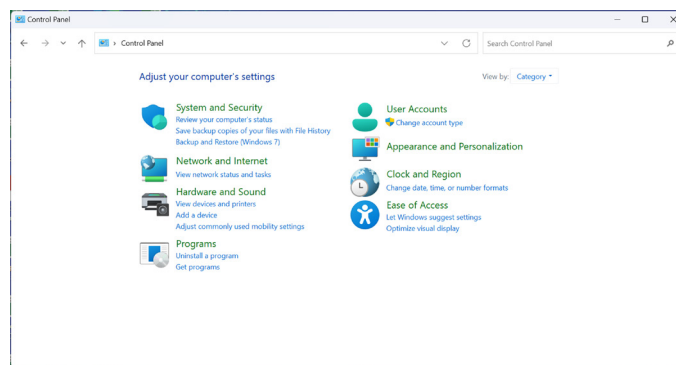 Control Panel
Control Panel
Search Control Panel
Adjust your computer's settings
View by: Category
System and Security
Review your computer's status
Save backup copies of your files with File History
Backup and Restore (Windows 7)
Network and Internet
View network status and tasks
Hardware and Sound
View devices and printers
Add a device
Adjust commonly used mobility settings
Programs
Uninstall a program
Get programs
User Accounts
Change account type
Appearance and Personalization
Clock and Region
Change date, time, or number formats
Ease of Access
Let Windows suggest settings
Optimize visual display